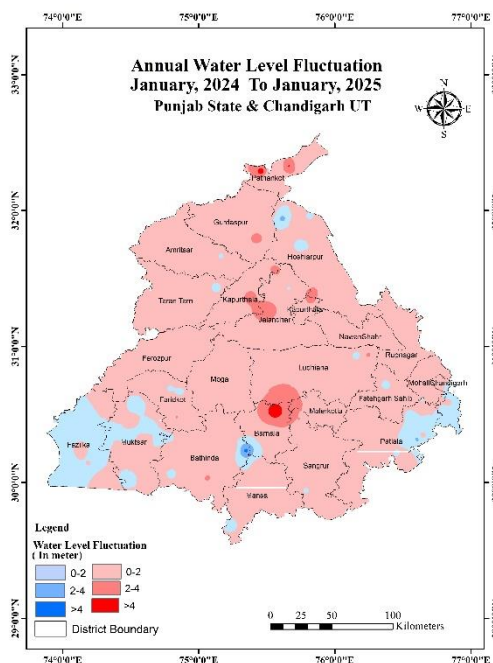 74°0'0"E
75°0'0"E
76°0'0"E
77°0'0"E
Annual Water Level Fluctuation
January, 2024 To January, 2025
Punjab State & Chandigarh UT
N
W
E
S
33°0'0"N
32°0'0"N
31°0'0"N
30°0'0"N
29°0'0"N
Pathankot
Gurdaspur
Hoshiarpur
Amritsar
Taran Tarn
Kapurthala
Kapurthala
Jalandhar
NawanShahr
Rupnagar
Ferozpur
Moga
Ludhiana
Mohali
Chandigarh
Fatehgarh Sahib
Faridkot
Malerkotla
Fazilka
Muktsar
Barnala
Patiala
Bathinda
Sangrur
Mansa
Legend
Water Level Fluctuation
( In meter)
0-2
0-2
2-4
2-4
>4
>4
District Boundary
0 25 50 100
Kilometers
74°0'0"E
75°0'0"E
76°0'0"E
77°0'0"E